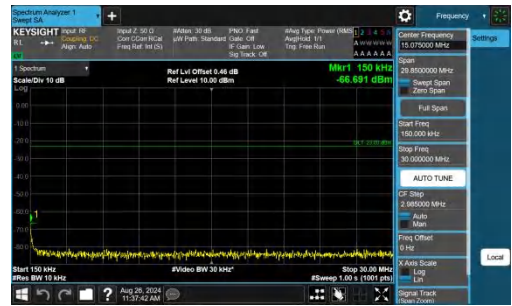 Spectrum Analyzer 1
Swept SA
+
Frequency
KEYSIGHT
Input: RF
Coupling: DC
Align: Auto
Input Z: 50 Ω
Corr CCorr RCal
Freq Ref: Int (S)
#Atten: 30 dB
µW Path: Standard
PNO: Fast
Gate: Off
IF Gain: Low
Sig Track: Off
#Avg Type: Power (RMS)
Avg|Hold: 1/1
Trig: Free Run
1 2 3 4 5 6
A W W W W W
A A A A A A
1 Spectrum
Scale/Div 10 dB
Log
Ref Lvl Offset 0.46 dB
Ref Level 10.00 dBm
Mkr1 150 kHz
-66.691 dBm
0.00
-10.0
-20.0
-30.0
-40.0
-50.0
-60.0
-70.0
-80.0
1
Start 150 kHz
#Res BW 10 kHz
#Video BW 30 kHz*
Stop 30.00 MHz
#Sweep 1.00 s (1001 pts)
Center Frequency
15.075000 MHz
Settings
Span
29.8500000 MHz
Swept Span
Zero Span
Full Span
Start Freq
150.000 kHz
Stop Freq
30.000000 MHz
AUTO TUNE
CF Step
2.985000 MHz
Auto
Man
Freq Offset
0 Hz
X Axis Scale
Log
Lin
Signal Track
(Span Zoom)
Local
?
Aug 26, 2024
11:37:42 AM